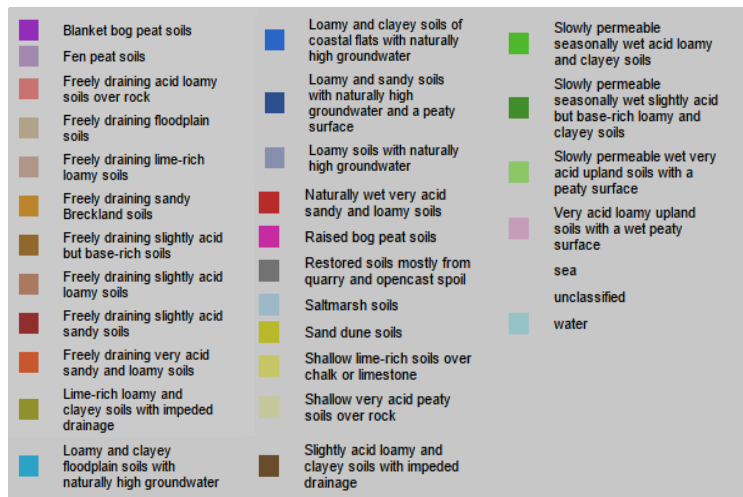 Blanket bog peat soils
Fen peat soils
Freely draining acid loamy
soils over rock
Freely draining floodplain
soils
Freely draining lime-rich
loamy soils
Freely draining sandy
Breckland soils
Freely draining slightly acid
but base-rich soils
Freely draining slightly acid
loamy soils
Freely draining slightly acid
sandy soils
Freely draining very acid
sandy and loamy soils
Lime-rich loamy and
clayey soils with impeded
drainage
Loamy and clayey
floodplain soils with
naturally high groundwater
Loamy and clayey soils of
coastal flats with naturally
high groundwater
Loamy and sandy soils
with naturally high
groundwater and a peaty
surface
Loamy soils with naturally
high groundwater
Naturally wet very acid
sandy and loamy soils
Raised bog peat soils
Restored soils mostly from
quarry and opencast spoil
Saltmarsh soils
Sand dune soils
Shallow lime-rich soils over
chalk or limestone
Shallow very acid peaty
soils over rock
Slightly acid loamy and
clayey soils with impeded
drainage
Slowly permeable
seasonally wet acid loamy
and clayey soils
Slowly permeable
seasonally wet slightly acid
but base-rich loamy and
clayey soils
Slowly permeable wet very
acid upland soils with a
peaty surface
Very acid loamy upland
soils with a wet peaty
surface
sea
unclassified
water